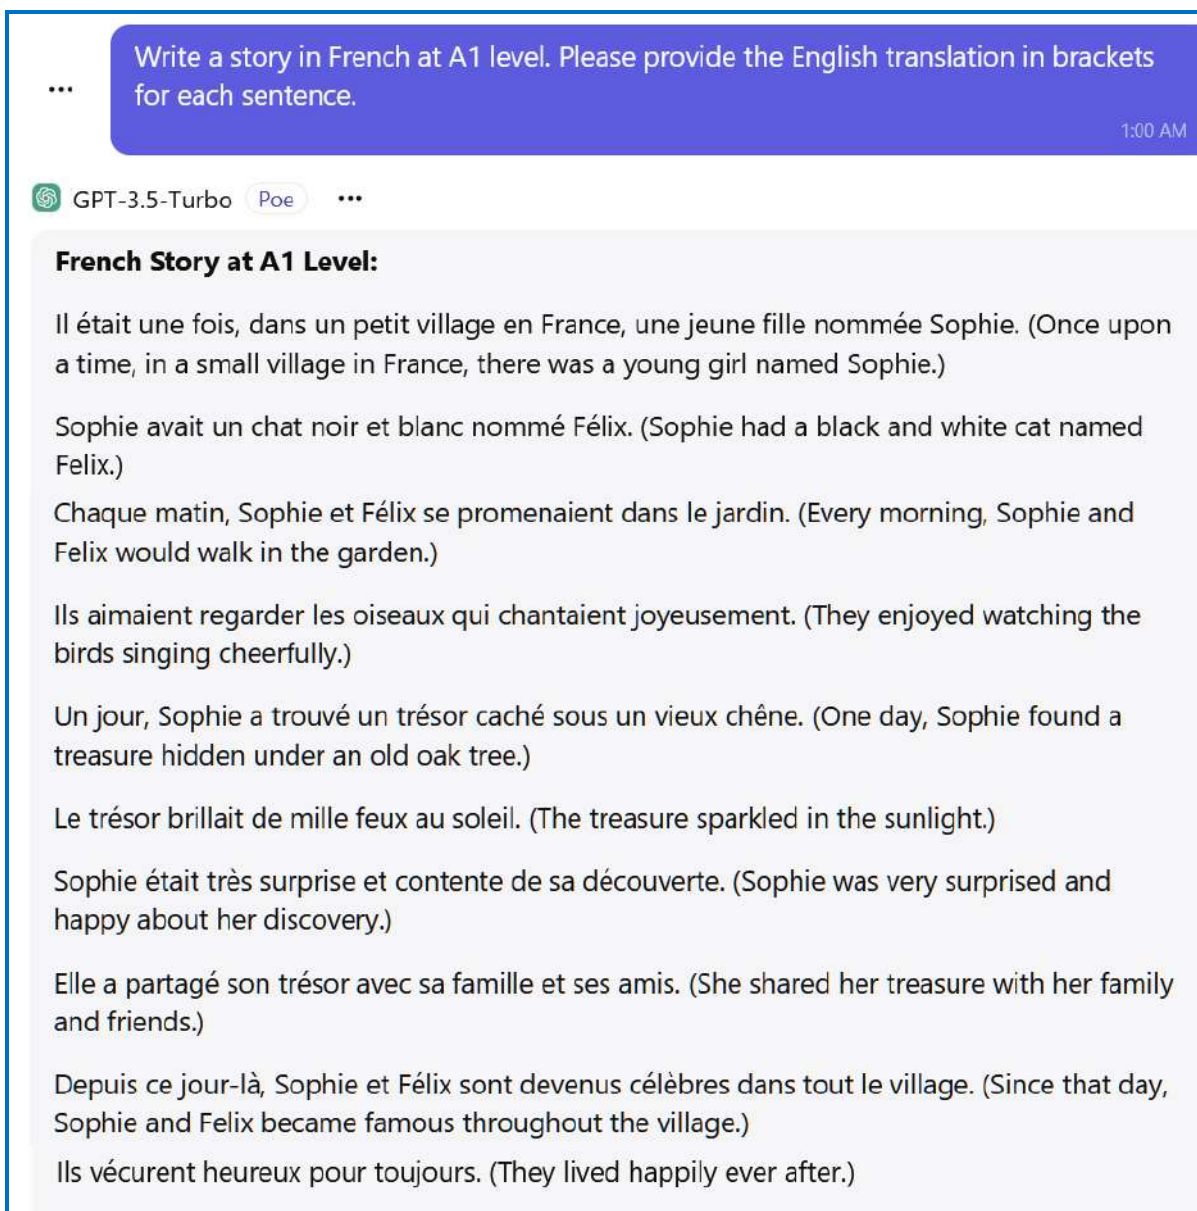 Write a story in French at A1 level. Please provide the English translation in brackets
for each sentence.
1:00 AM
GPT-3.5-Turbo Poe
French Story at A1 Level:
Il était une fois, dans un petit village en France, une jeune fille nommée Sophie. (Once upon
a time, in a small village in France, there was a young girl named Sophie.)
Sophie avait un chat noir et blanc nommé Félix. (Sophie had a black and white cat named
Felix.)
Chaque matin, Sophie et Félix se promenaient dans le jardin. (Every morning, Sophie and
Felix would walk in the garden.)
Ils aimaient regarder les oiseaux qui chantaient joyeusement. (They enjoyed watching the
birds singing cheerfully.)
Un jour, Sophie a trouvé un trésor caché sous un vieux chêne. (One day, Sophie found a
treasure hidden under an old oak tree.)
Le trésor brillait de mille feux au soleil. (The treasure sparkled in the sunlight.)
Sophie était très surprise et contente de sa découverte. (Sophie was very surprised and
happy about her discovery.)
Elle a partagé son trésor avec sa famille et ses amis. (She shared her treasure with her family
and friends.)
Depuis ce jour-là, Sophie et Félix sont devenus célèbres dans tout le village. (Since that day,
Sophie and Felix became famous throughout the village.)
Ils vécurent heureux pour toujours. (They lived happily ever after.)